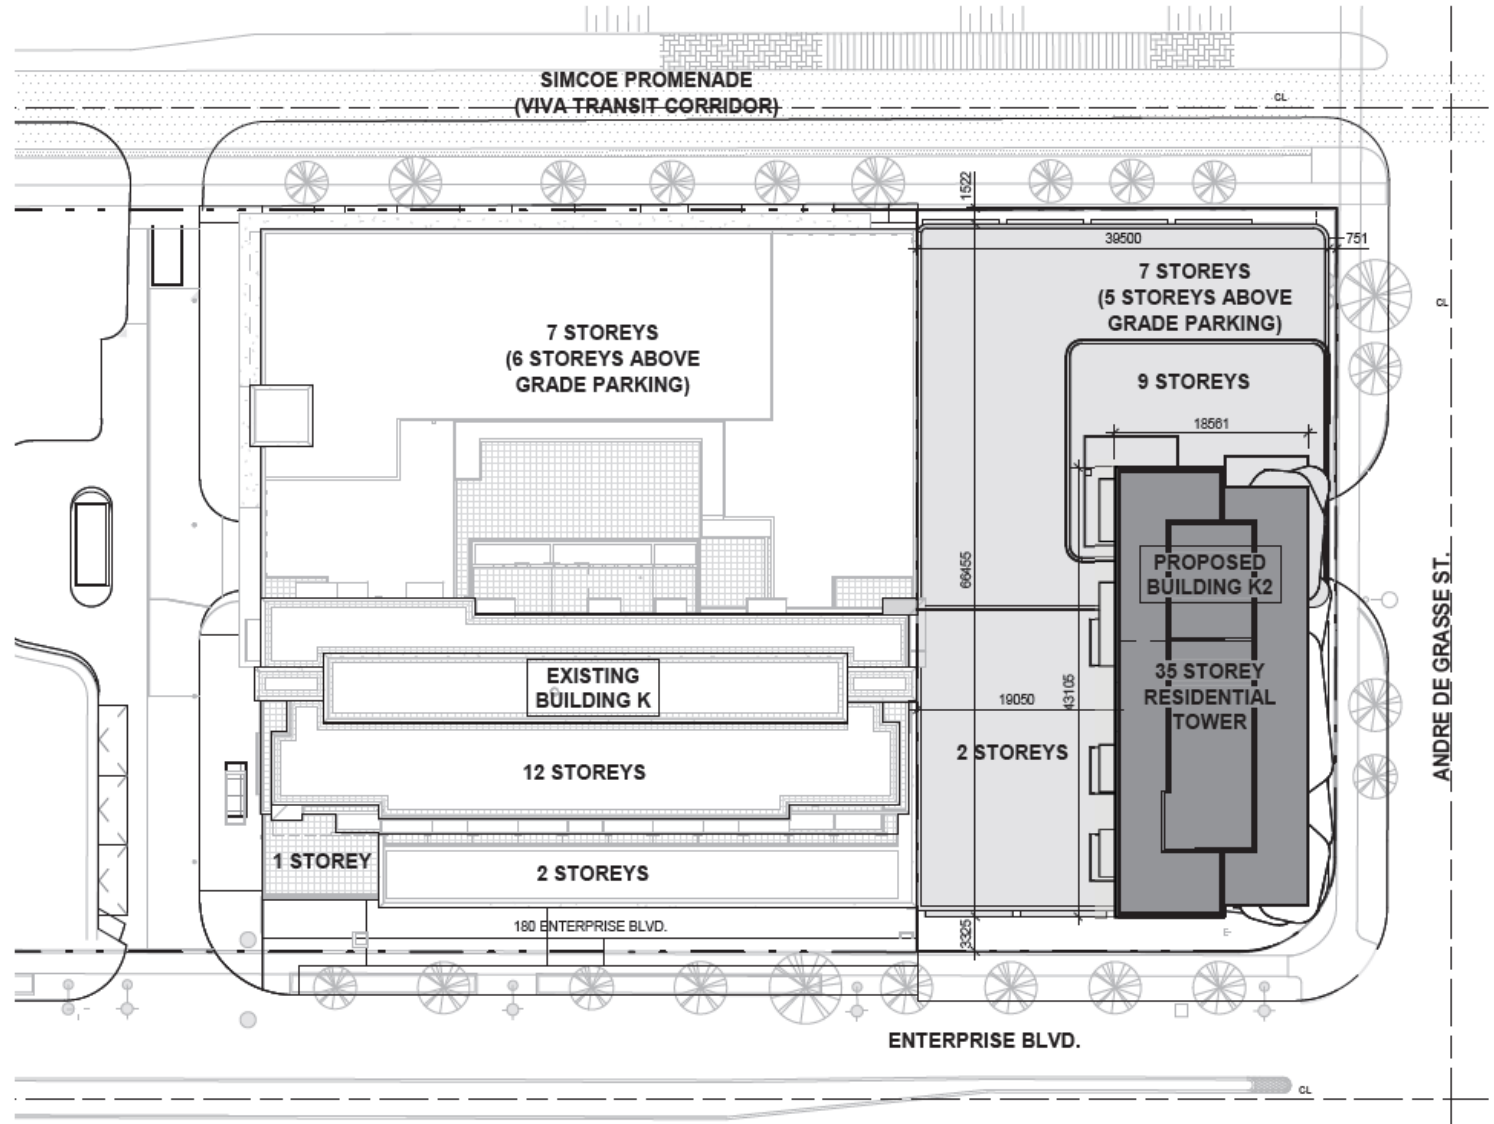 SIMCOE PROMENADE
(VIVA TRANSIT CORRIDOR)
CL
1522
39500
751
7 STOREYS
(5 STOREYS ABOVE
GRADE PARKING)
CL
7 STOREYS
(6 STOREYS ABOVE
GRADE PARKING)
9 STOREYS
18561
66455
PROPOSED
BUILDING K2
EXISTING
BUILDING K
35 STOREY
RESIDENTIAL
TOWER
19050
43105
ANDRE DE GRASSE ST.
2 STOREYS
12 STOREYS
1 STOREY
2 STOREYS
180 ENTERPRISE BLVD.
3325
ENTERPRISE BLVD.
CL